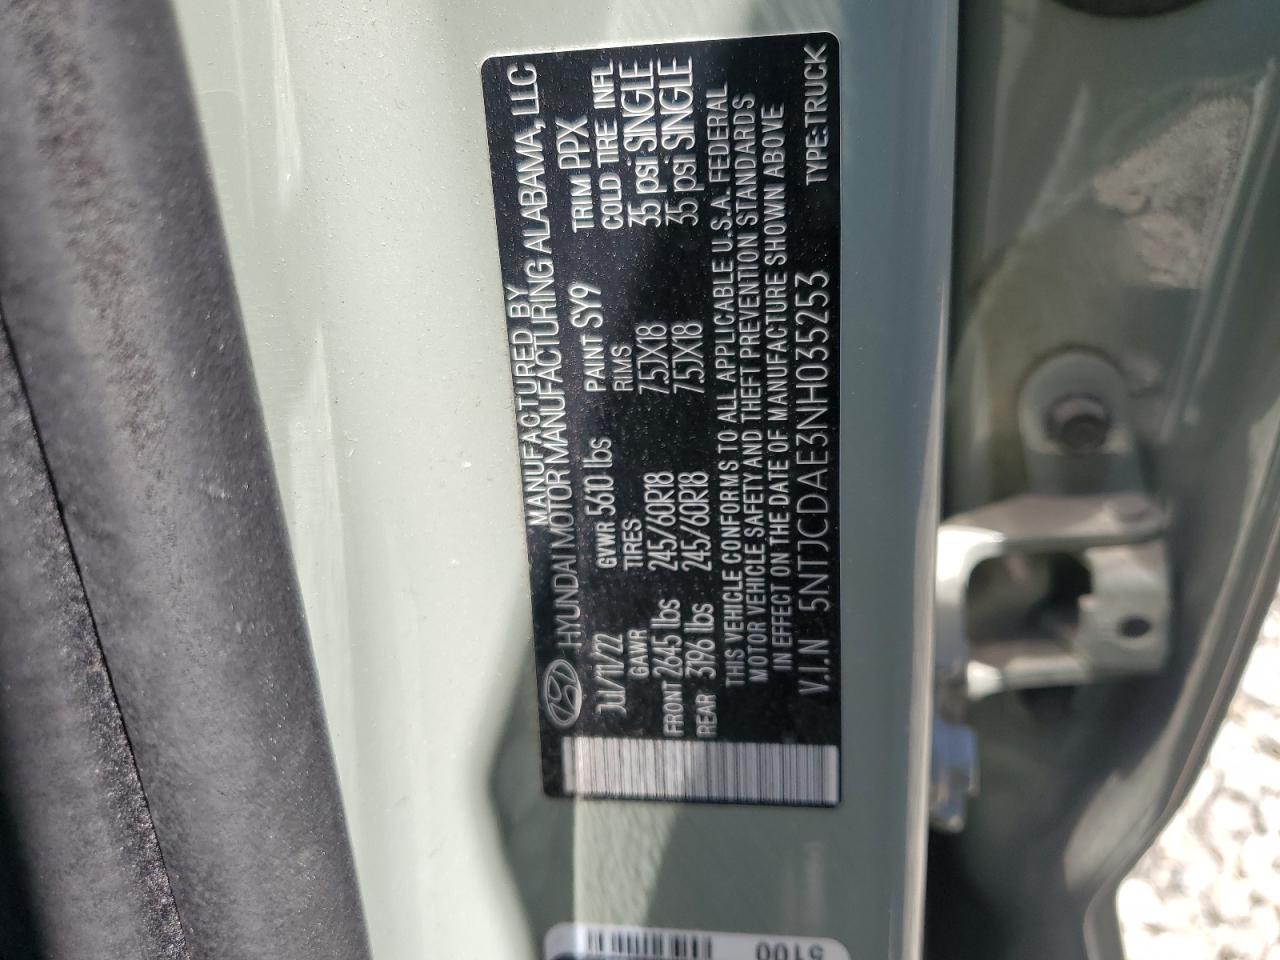 MANUFACTURED BY
HYUNDAI MOTOR MANUFACTURING ALABAMA, LLC
Jul/11/22 GVWR 5610 lbs PAINT SY9 TRIM PPX
GAWR TIRES RIMS COLD TIRE INFL
FRONT 2645 lbs 245/60R18 7.5JX18 35 psi SINGLE
REAR 3196 lbs 245/60R18 7.5JX18 35 psi SINGLE
THIS VEHICLE CONFORMS TO ALL APPLICABLE U.S.A. FEDERAL
MOTOR VEHICLE SAFETY AND THEFT PREVENTION STANDARDS
IN EFFECT ON THE DATE OF MANUFACTURE SHOWN ABOVE
V.I.N 5NTJCDAE3NH035253 TYPE:TRUCK
5100